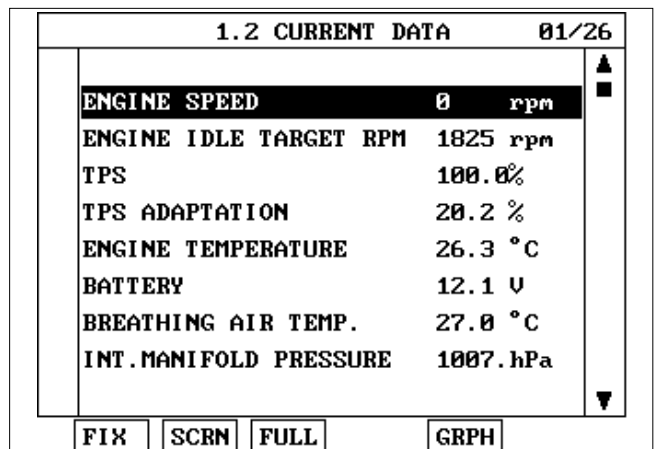 1.2 CURRENT DATA 01/26
ENGINE SPEED 0 rpm
ENGINE IDLE TARGET RPM 1825 rpm
TPS 100.0%
TPS ADAPTATION 20.2 %
ENGINE TEMPERATURE 26.3 °C
BATTERY 12.1 V
BREATHING AIR TEMP. 27.0 °C
INT.MANIFOLD PRESSURE 1007.hPa
FIX SCRN FULL GRPH